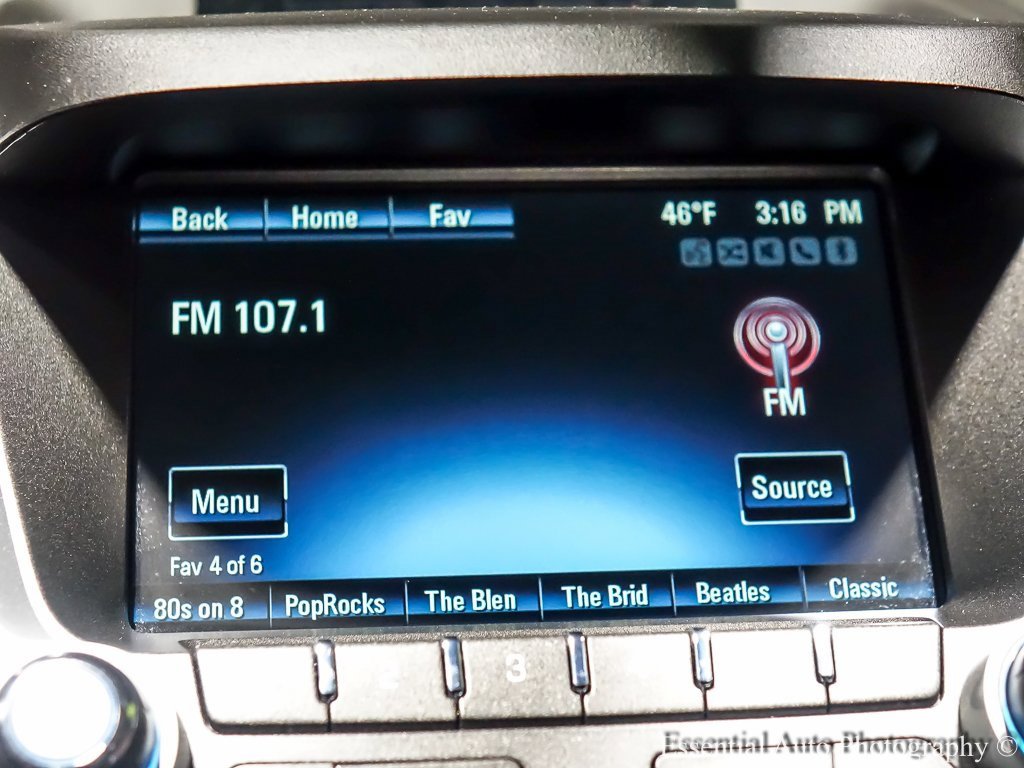 Back Home Fav 46°F 3:16 PM
FM 107.1
FM
Menu Source
Fav 4 of 6
80s on 8 PopRocks The Blen The Brid Beatles Classic
3
Essential Auto Photography ©